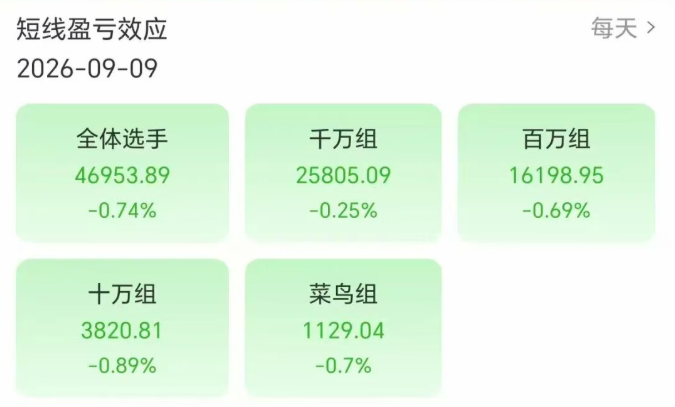 短线盈亏效应
每天 >
2026-09-09
全体选手
46953.89
-0.74%
千万组
25805.09
-0.25%
百万组
16198.95
-0.69%
十万组
3820.81
-0.89%
菜鸟组
1129.04
-0.7%